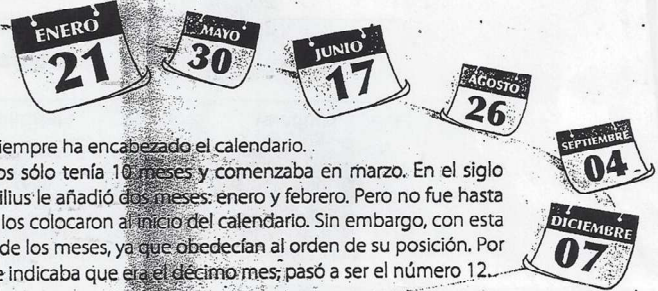 ENERO
21
MAYO
30
JUNIO
17
AGOSTO
26
SEPTIEMBRE
04
DICIEMBRE
07
iempre ha encabezado el calendario.
os sólo tenía 10 meses y comenzaba en marzo. En el siglo
ilius le añadió dos meses: enero y febrero. Pero no fue hasta
los colocaron al inicio del calendario. Sin embargo, con esta
de los meses, ya que obedecían al orden de su posición. Por
e indicaba que era el décimo mes, pasó a ser el número 12.